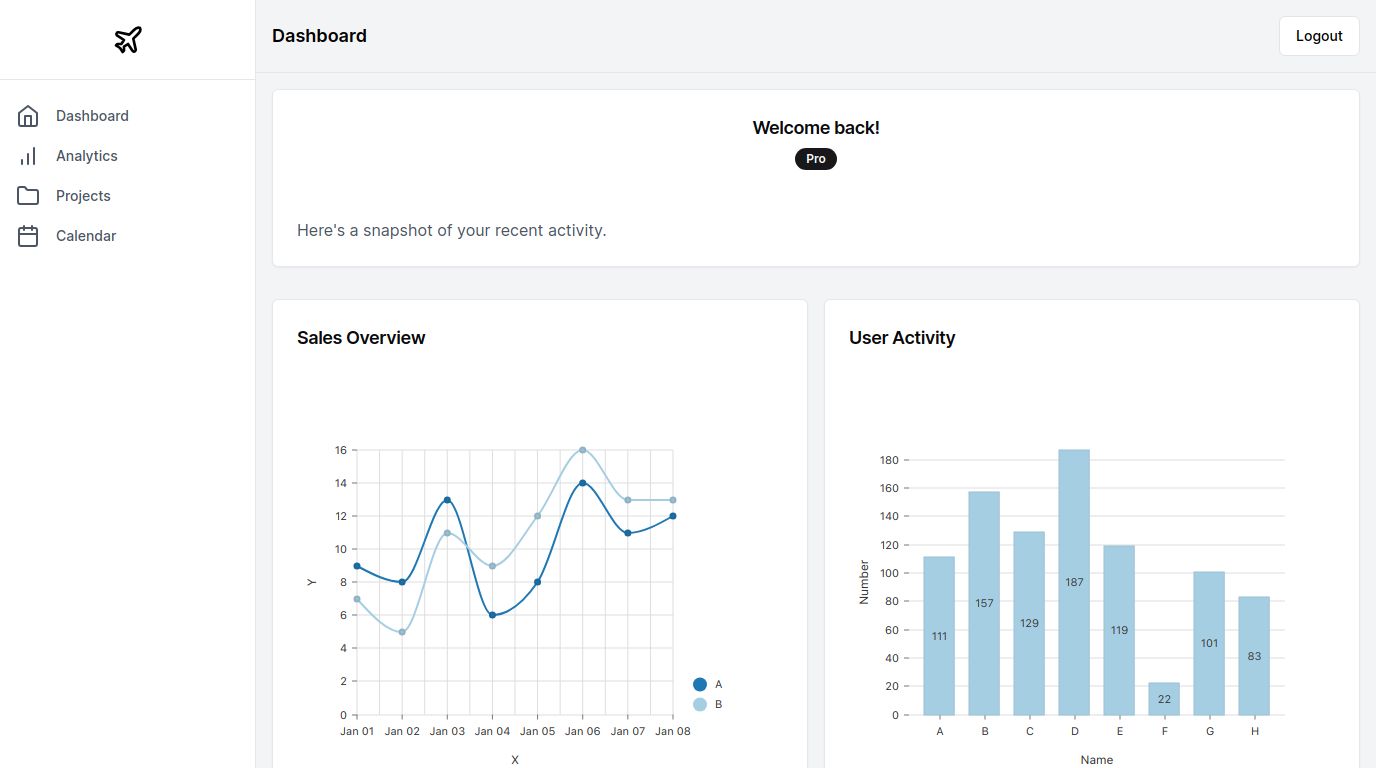 Dashboard
Logout
Dashboard
Analytics
Projects
Calendar
Welcome back!
Pro
Here's a snapshot of your recent activity.
Sales Overview
16
14
12
10
8
6
4
2
0
Y
Jan 01 Jan 02 Jan 03 Jan 04 Jan 05 Jan 06 Jan 07 Jan 08
X
A
B
User Activity
180
160
140
120
100
80
60
40
20
0
Number
111
157
129
187
119
22
101
83
A B C D E F G H
Name